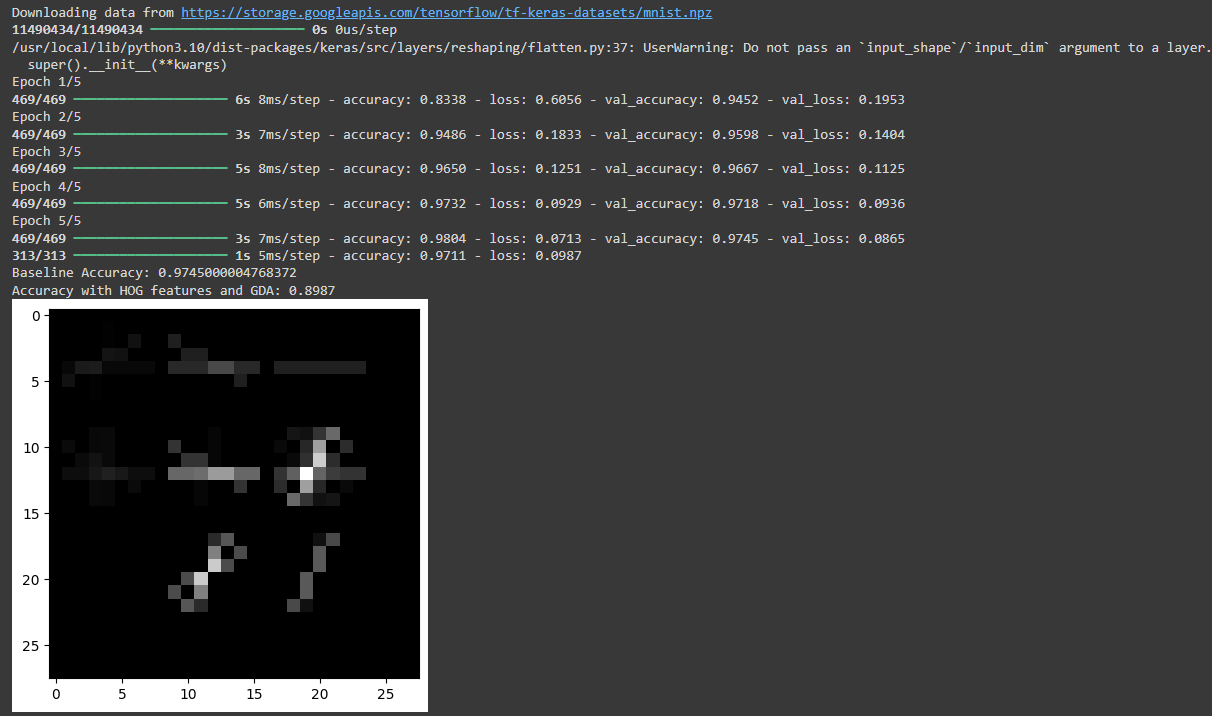 Downloading data from https://storage.googleapis.com/tensorflow/tf-keras-datasets/mnist.npz
11490434/11490434 ━━━━━━━━━━━━━━━━━━━━ 0s 0us/step
/usr/local/lib/python3.10/dist-packages/keras/src/layers/reshaping/flatten.py:37: UserWarning: Do not pass an `input_shape`/`input_dim` argument to a layer.
super().__init__(**kwargs)
Epoch 1/5
469/469 ━━━━━━━━━━━━━━━━━━━━ 6s 8ms/step - accuracy: 0.8338 - loss: 0.6056 - val_accuracy: 0.9452 - val_loss: 0.1953
Epoch 2/5
469/469 ━━━━━━━━━━━━━━━━━━━━ 3s 7ms/step - accuracy: 0.9486 - loss: 0.1833 - val_accuracy: 0.9598 - val_loss: 0.1404
Epoch 3/5
469/469 ━━━━━━━━━━━━━━━━━━━━ 5s 8ms/step - accuracy: 0.9650 - loss: 0.1251 - val_accuracy: 0.9667 - val_loss: 0.1125
Epoch 4/5
469/469 ━━━━━━━━━━━━━━━━━━━━ 5s 6ms/step - accuracy: 0.9732 - loss: 0.0929 - val_accuracy: 0.9718 - val_loss: 0.0936
Epoch 5/5
469/469 ━━━━━━━━━━━━━━━━━━━━ 3s 7ms/step - accuracy: 0.9804 - loss: 0.0713 - val_accuracy: 0.9745 - val_loss: 0.0865
313/313 ━━━━━━━━━━━━━━━━━━━━ 1s 5ms/step - accuracy: 0.9711 - loss: 0.0987
Baseline Accuracy: 0.9745000004768372
Accuracy with HOG features and GDA: 0.8987
0
5
10
15
20
25
0 5 10 15 20 25